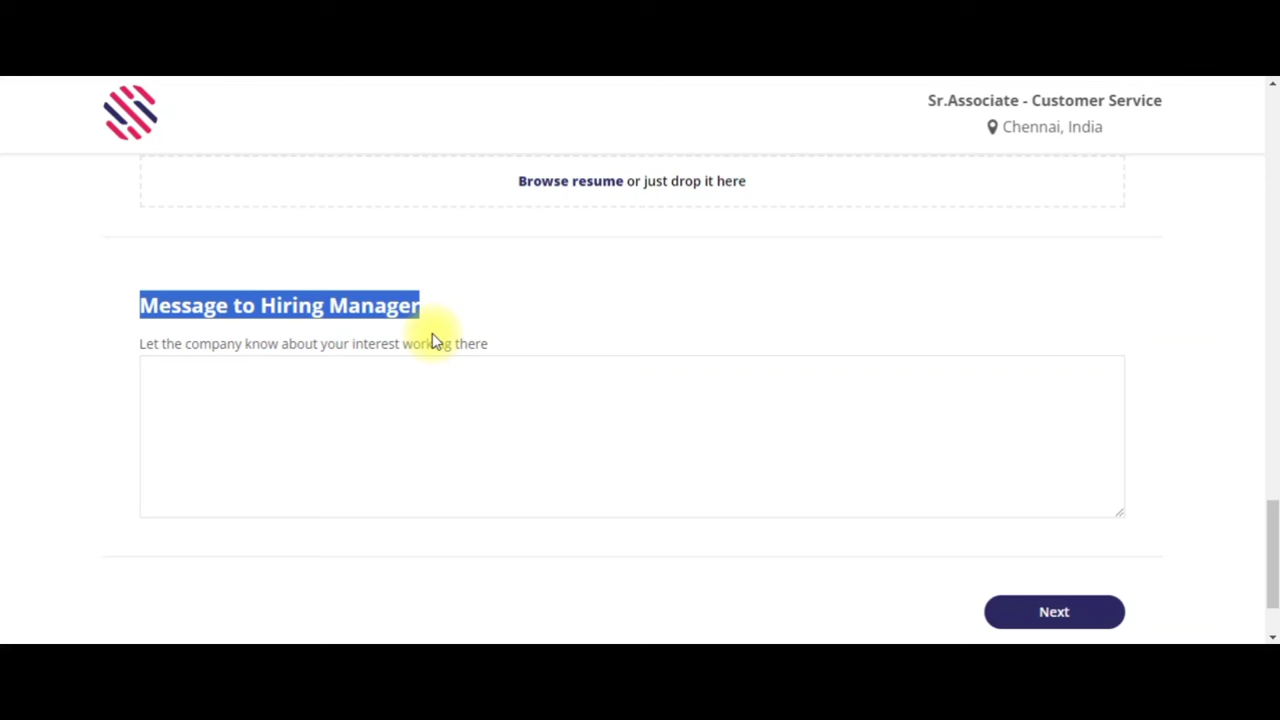 Sr.Associate - Customer Service
Chennai, India
Browse resume or just drop it here
Message to Hiring Manager
Let the company know about your interest working there
Next